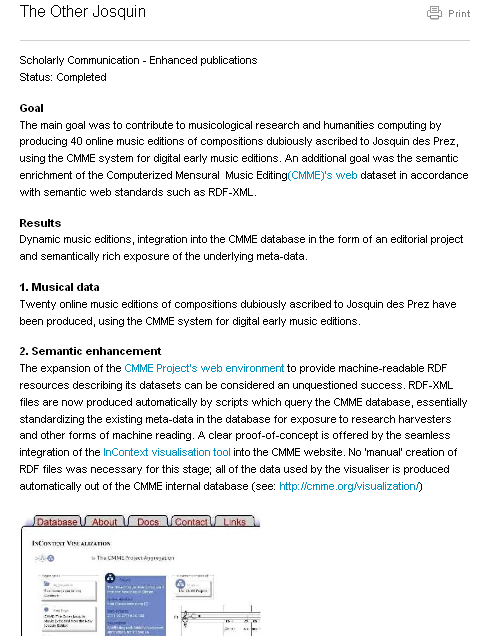 The Other Josquin
Print
Scholarly Communication - Enhanced publications
Status: Completed
Goal
The main goal was to contribute to musicological research and humanities computing by
producing 40 online music editions of compositions dubiously ascribed to Josquin des Prez,
using the CMME system for digital early music editions. An additional goal was the semantic
enrichment of the Computerized Mensural Music Editing(CMME)'s web dataset in accordance
with semantic web standards such as RDF-XML.
Results
Dynamic music editions, integration into the CMME database in the form of an editorial project
and semantically rich exposure of the underlying meta-data.
1. Musical data
Twenty online music editions of compositions dubiously ascribed to Josquin des Prez have
been produced, using the CMME system for digital early music editions.
2. Semantic enhancement
The expansion of the CMME Project's web environment to provide machine-readable RDF
resources describing its datasets can be considered an unquestioned success. RDF-XML
files are now produced automatically by scripts which query the CMME database, essentially
standardizing the existing meta-data in the database for exposure to research harvesters
and other forms of machine reading. A clear proof-of-concept is offered by the seamless
integration of the InContext visualisation tool into the CMME website. No 'manual' creation of
RDF files was necessary for this stage; all of the data used by the visualiser is produced
automatically out of the CMME internal database (see: http://cmme.org/visualization/)
Database About Docs Contact Links
InContext Visualization
The CMME Project Aggregation